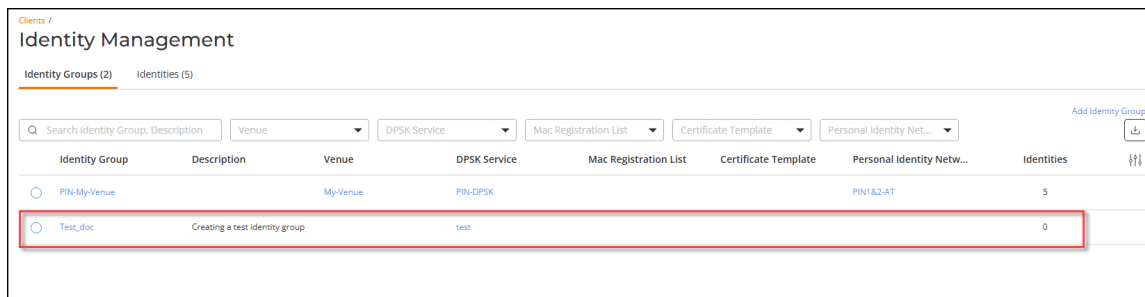 Clients /
Identity Management
Identity Groups (2) Identities (5)
Add Identity Group
Search Identity Group, Description Venue DPSK Service Mac Registration List Certificate Template Personal Identity Net...
Identity Group Description Venue DPSK Service Mac Registration List Certificate Template Personal Identity Netw... Identities
PIN-My-Venue My-Venue PIN-DPSK PIN1&2-AT 5
Test_doc Creating a test identity group test 0